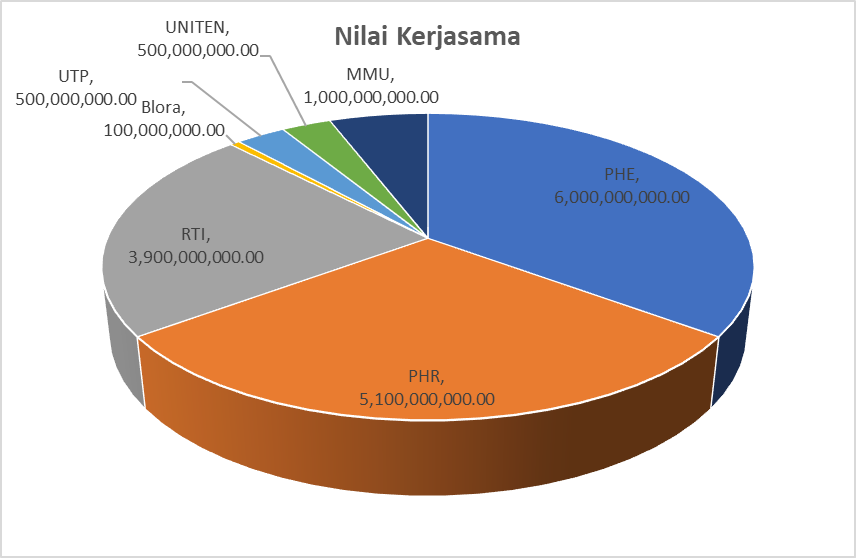 Nilai Kerjasama
UNITEN,
500,000,000.00
MMU,
1,000,000,000.00
UTP,
500,000,000.00
Blora,
100,000,000.00
PHE,
6,000,000,000.00
RTI,
3,900,000,000.00
PHR,
5,100,000,000.00